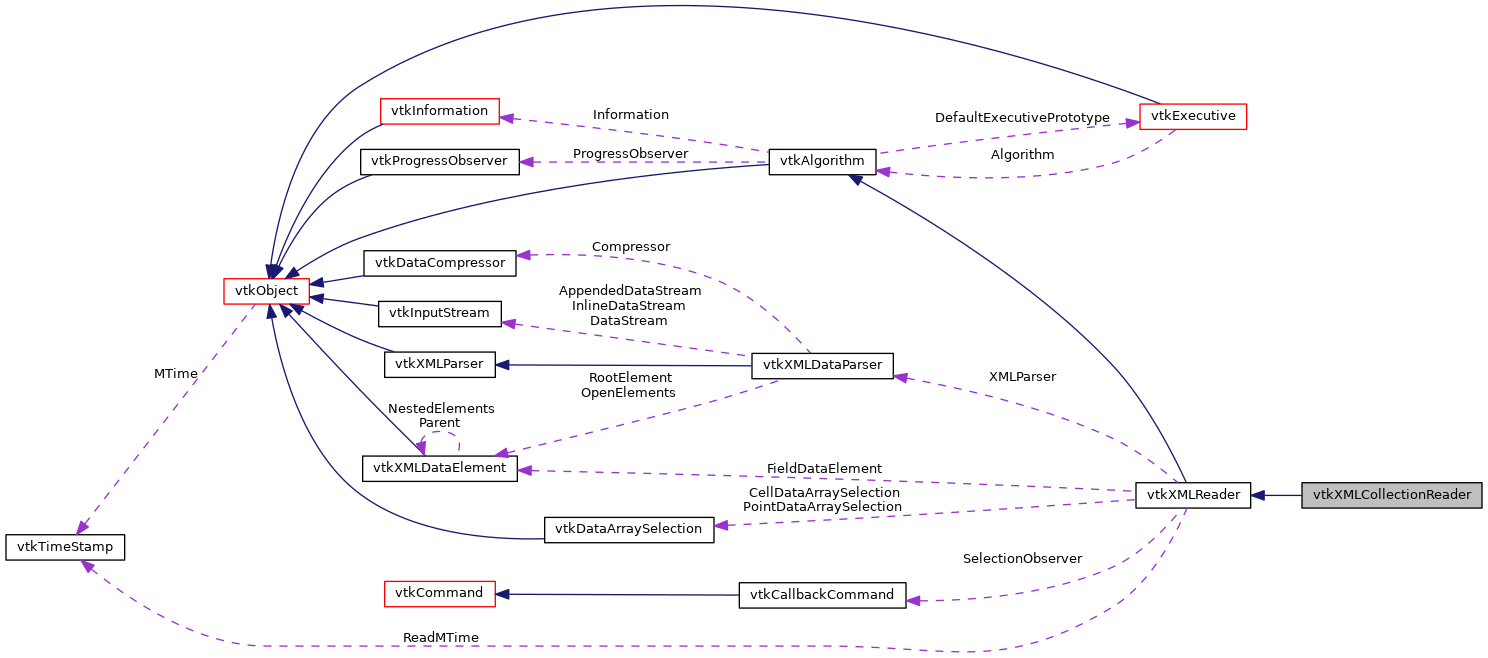 vtkInformation
Information
vtkExecutive
DefaultExecutivePrototype
vtkProgressObserver
ProgressObserver
vtkAlgorithm
Algorithm
Compressor
vtkDataCompressor
vtkObject
AppendedDataStream
InlineDataStream
DataStream
vtkInputStream
vtkXMLParser
vtkXMLDataParser
MTime
RootElement
OpenElements
XMLParser
NestedElements
Parent
vtkXMLDataElement
FieldDataElement
CellDataArraySelection
PointDataArraySelection
vtkXMLReader
vtkXMLCollectionReader
vtkDataArraySelection
vtkTimeStamp
SelectionObserver
vtkCommand
vtkCallbackCommand
ReadMTime